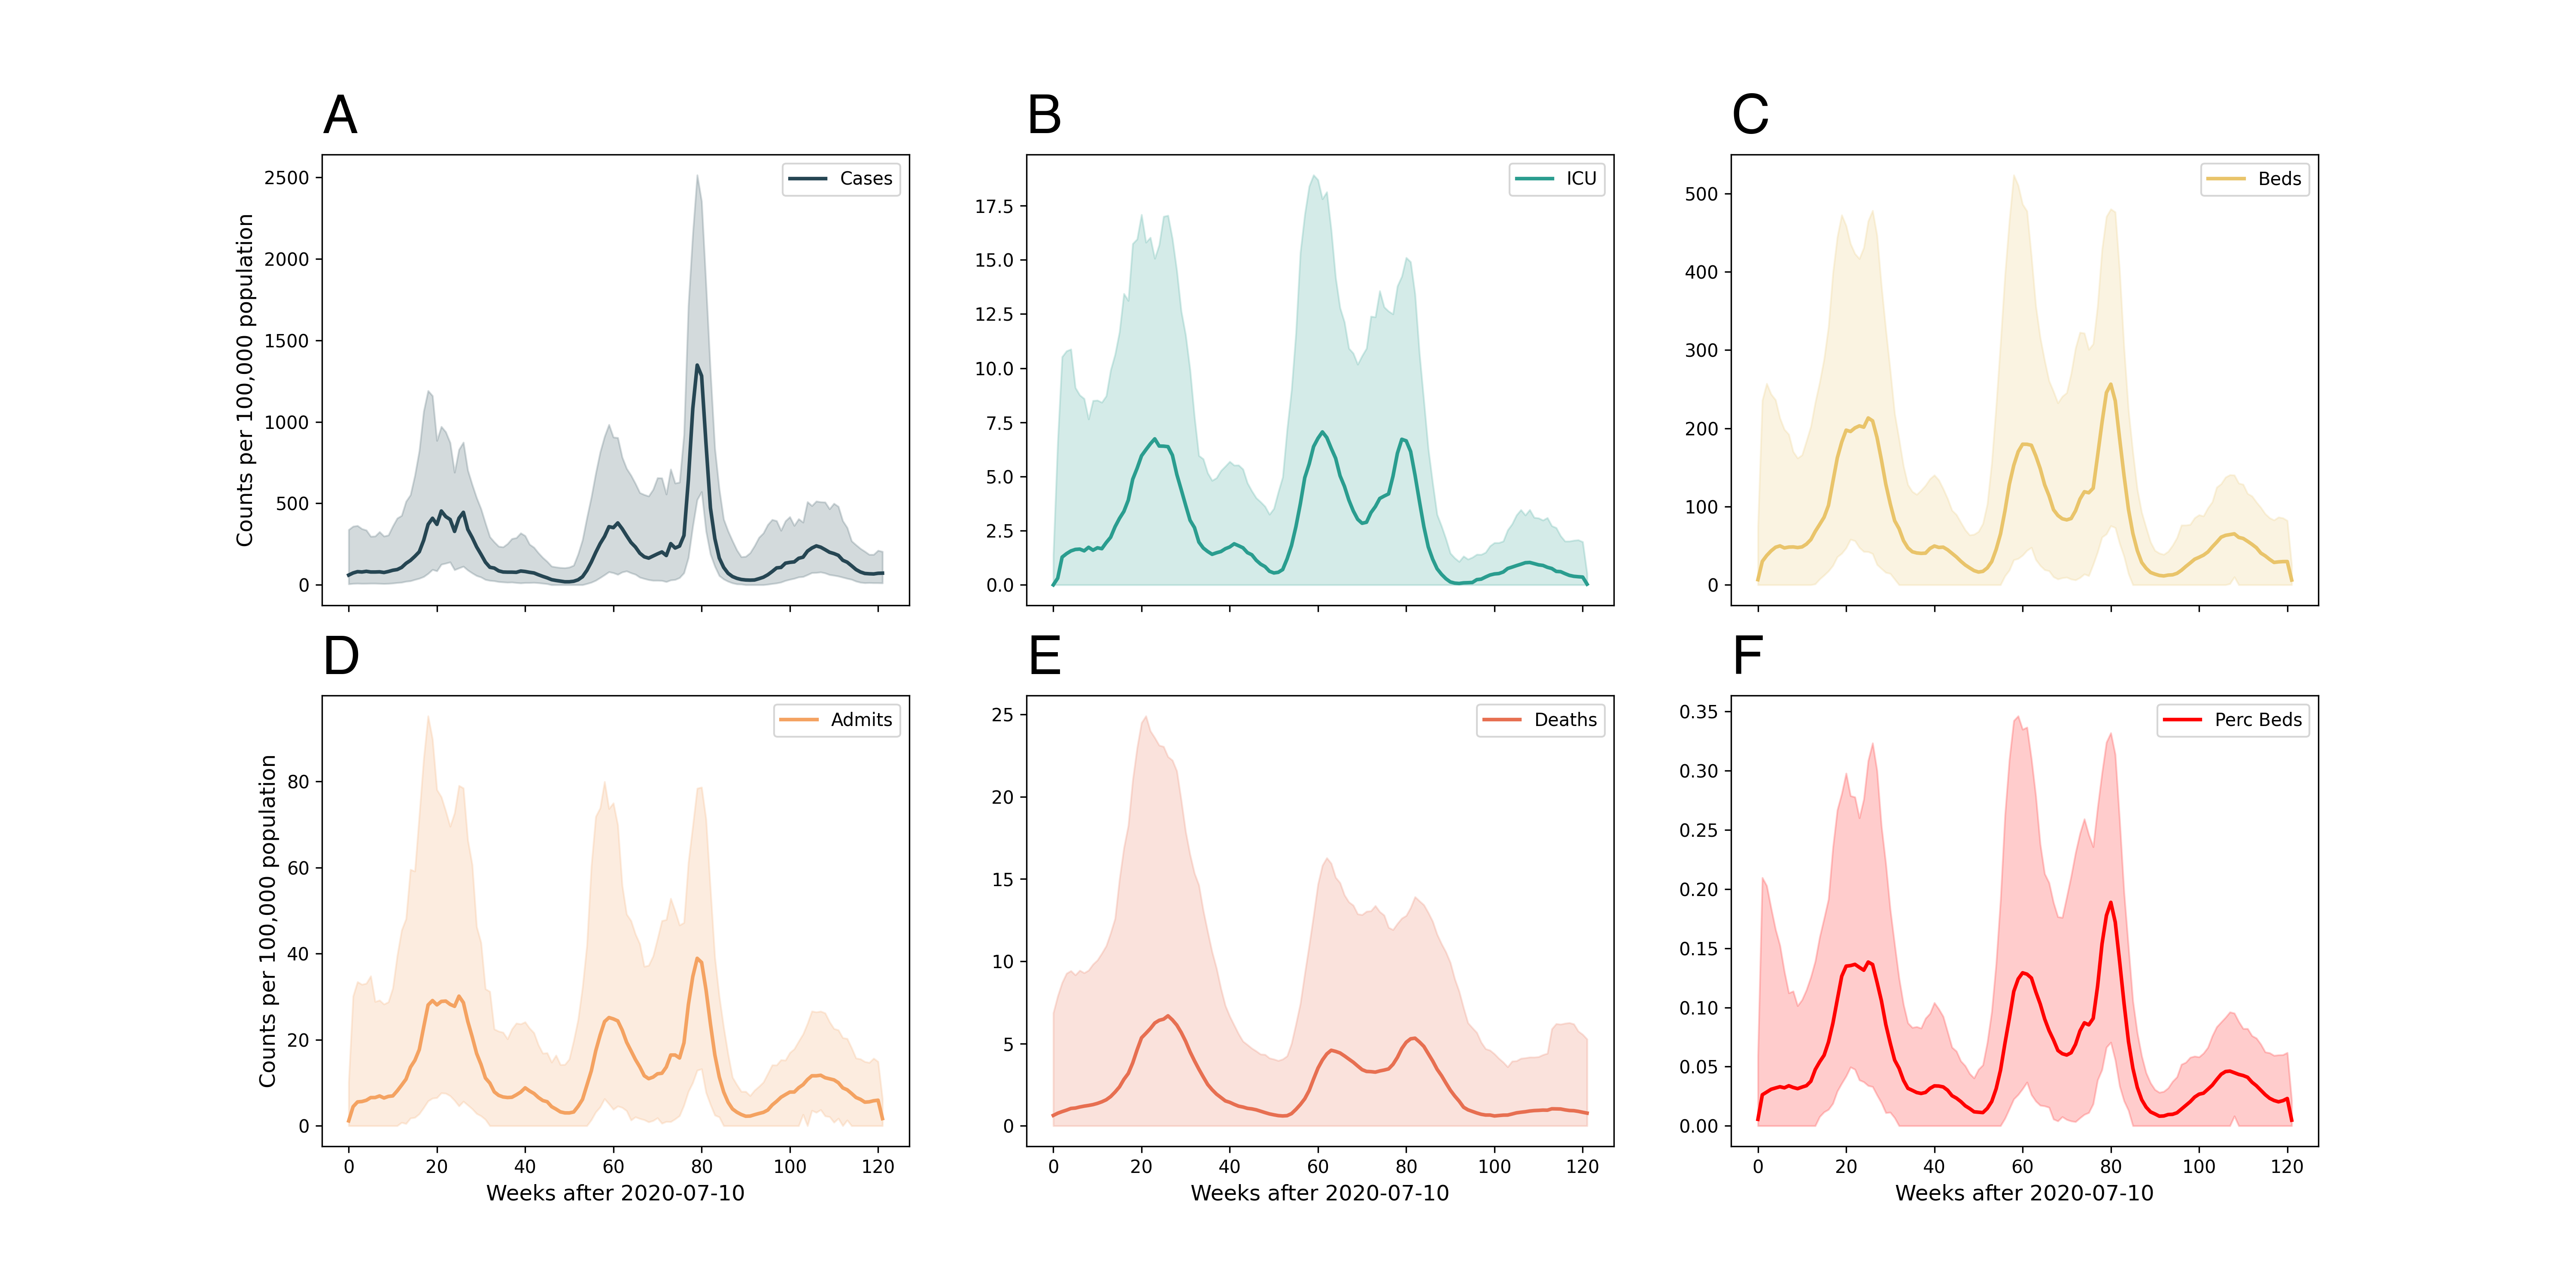 A
B
C
Counts per 100,000 population
2500
2000
1500
1000
500
0
Cases
17.5
15.0
12.5
10.0
7.5
5.0
2.5
0.0
ICU
500
400
300
200
100
0
Beds
D
E
F
Counts per 100,000 population
80
60
40
20
0
Admits
0 20 40 60 80 100 120
Weeks after 2020-07-10
25
20
15
10
5
0
Deaths
0 20 40 60 80 100 120
Weeks after 2020-07-10
0.35
0.30
0.25
0.20
0.15
0.10
0.05
0.00
Perc Beds
0 20 40 60 80 100 120
Weeks after 2020-07-10